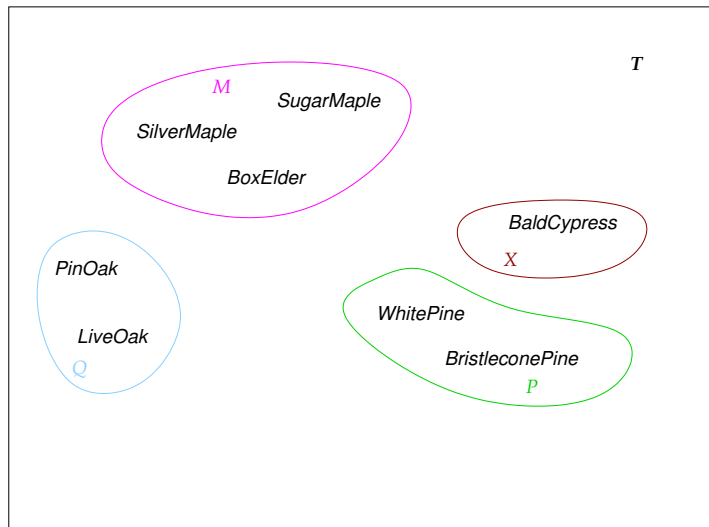 T
M
SugarMaple
SilverMaple
BoxElder
BaldCypress
X
PinOak
LiveOak
Q
WhitePine
BristleconePine
P